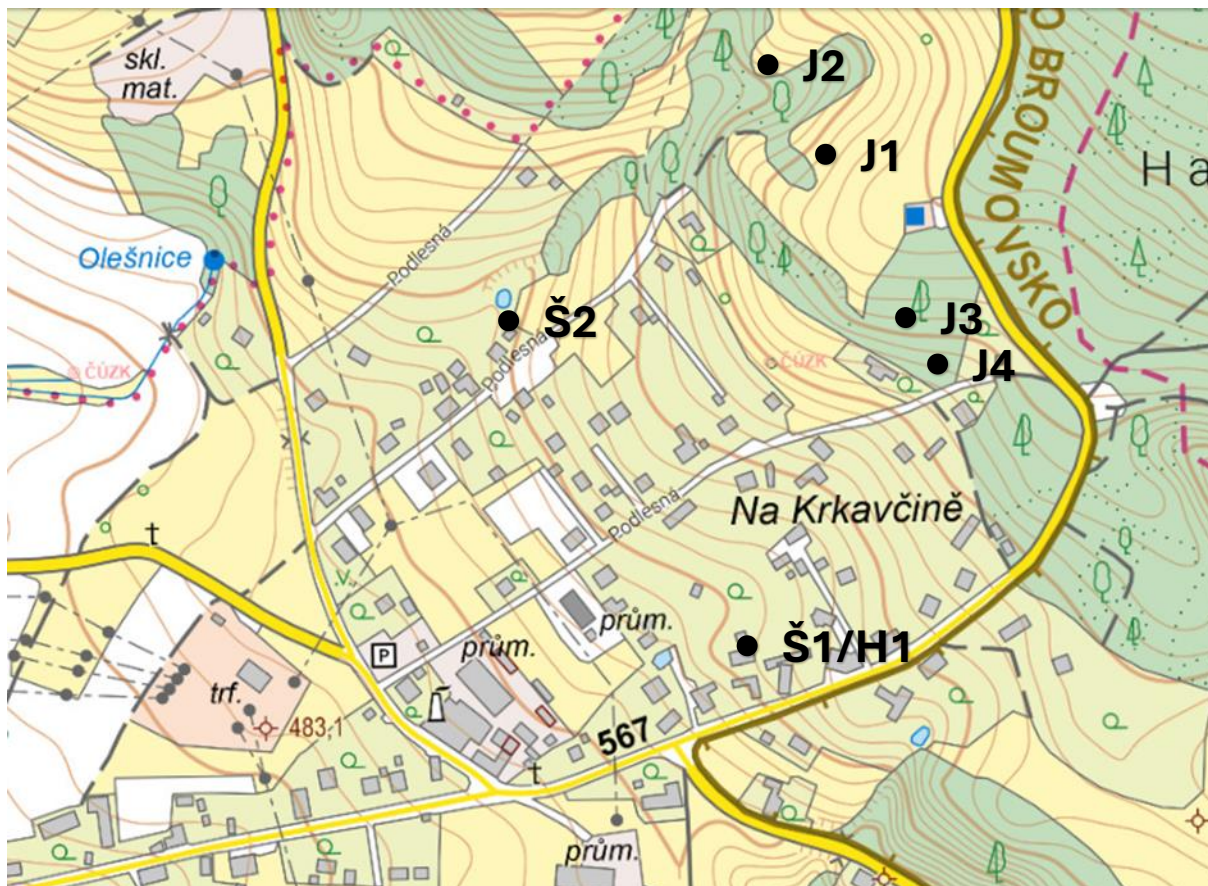 skl.
mat.
J2
J1
O BROUMOVSKO
H a
Olešnice
Podlesná
Š2
Podlesná
J3
ČÚZK
ČÚZK
J4
t
Na Krkavčině
Podlesná
v.
prům.
P
prům.
Š1/H1
trf.
483,1
567
t
prům.